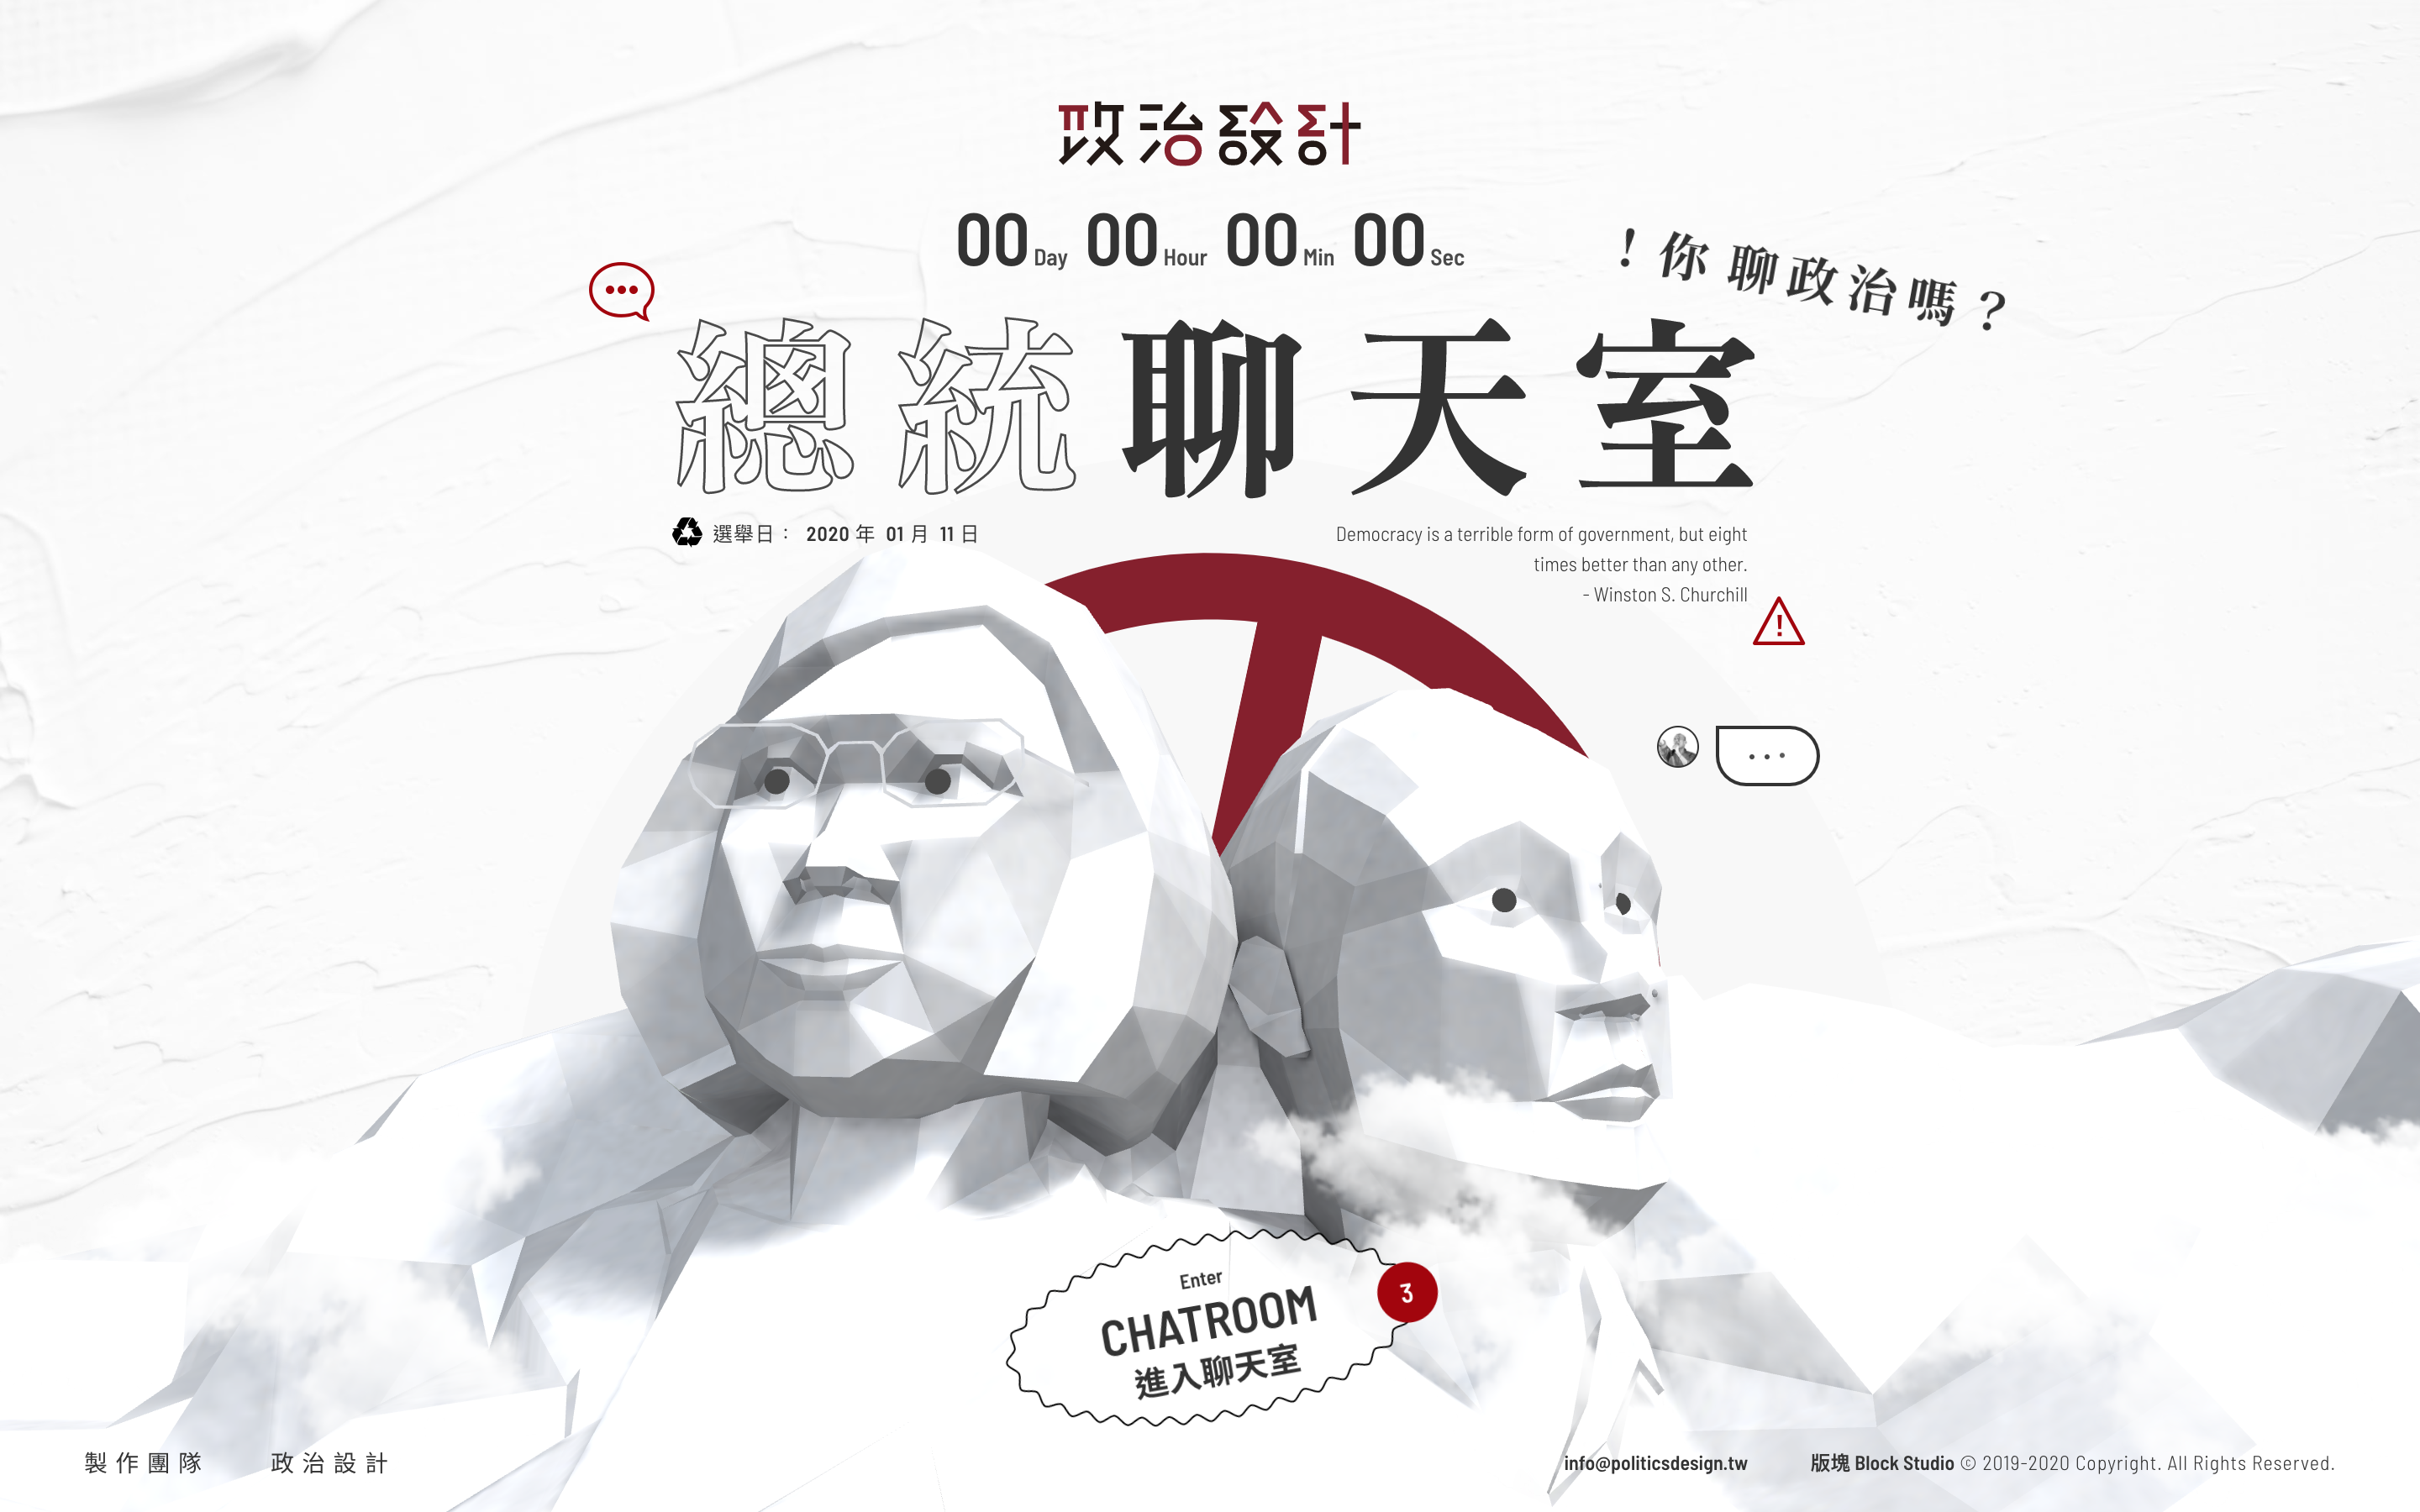 政治設計
00 Day 00 Hour 00 Min 00 Sec
！你聊政治嗎？
總統聊天室
選舉日： 2020 年 01 月 11 日
Democracy is a terrible form of government, but eight
times better than any other.
- Winston S. Churchill
Enter
CHATROOM
進入聊天室
3
製作團隊 政治設計
info@politicsdesign.tw 版塊 Block Studio © 2019-2020 Copyright. All Rights Reserved.